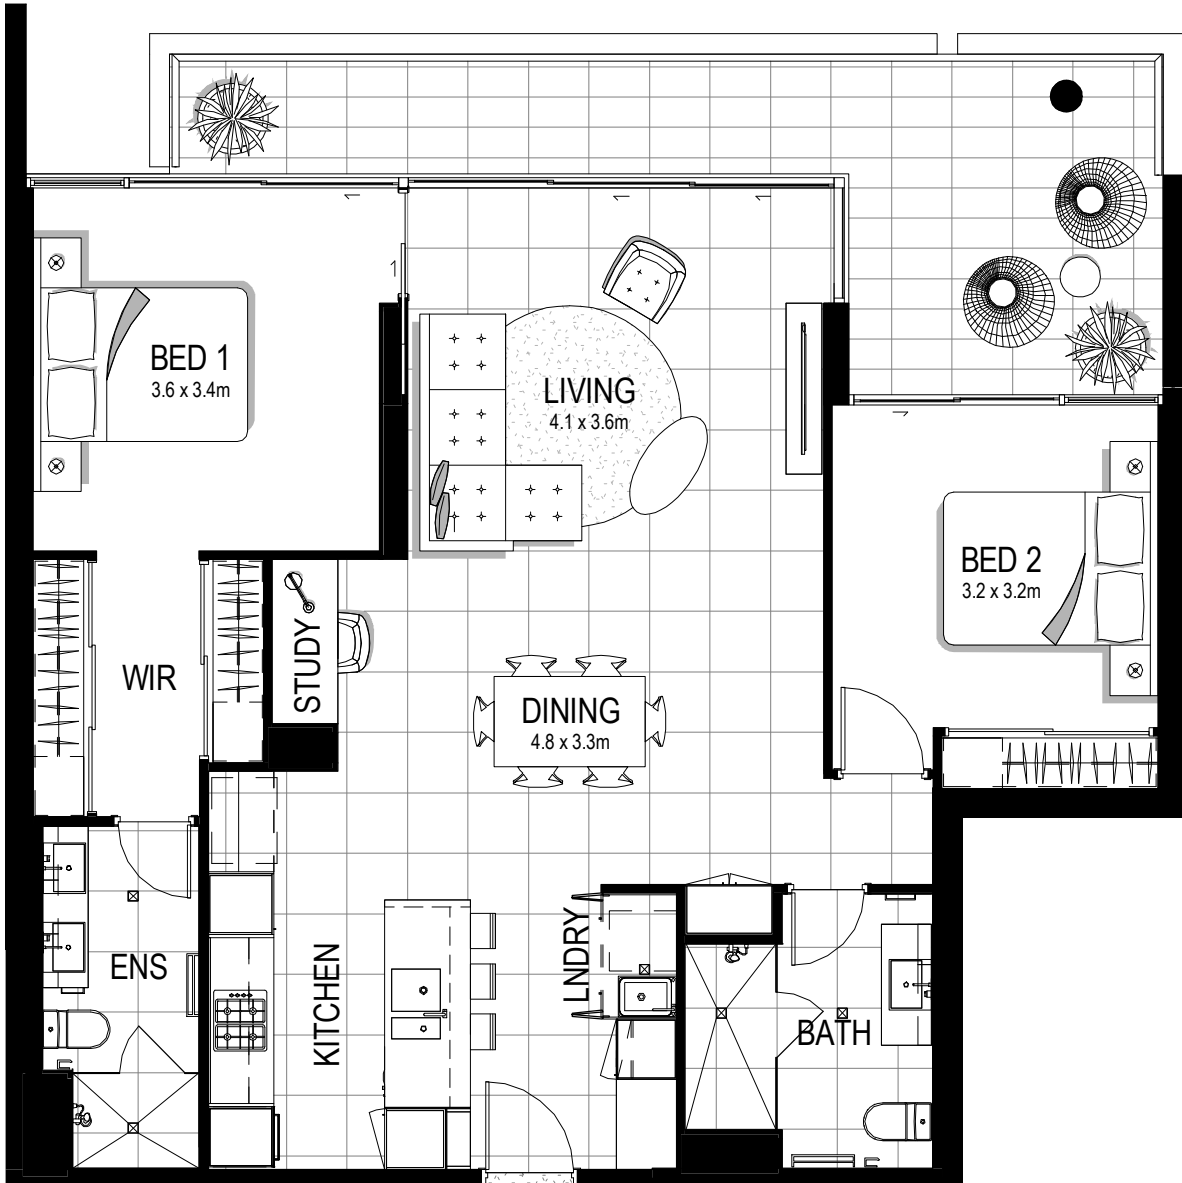 BED 1
3.6 x 3.4m
LIVING
4.1 x 3.6m
BED 2
3.2 x 3.2m
STUDY
WIR
DINING
4.8 x 3.3m
ENS
KITCHEN
LNDRY
BATH